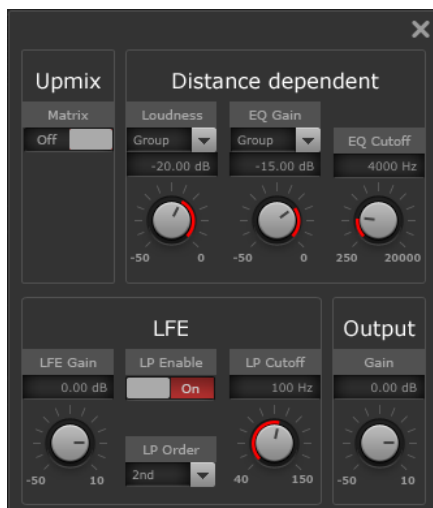 Upmix
Distance dependent
Matrix
Loudness
EQ Gain
Off
Group
Group
EQ Cutoff
-20.00 dB
-15.00 dB
4000 Hz
-50 0
-50 0
250 20000
LFE
Output
LFE Gain
LP Enable
LP Cutoff
Gain
0.00 dB
On
100 Hz
0.00 dB
LP Order
2nd
-50 10
40 150
-50 10